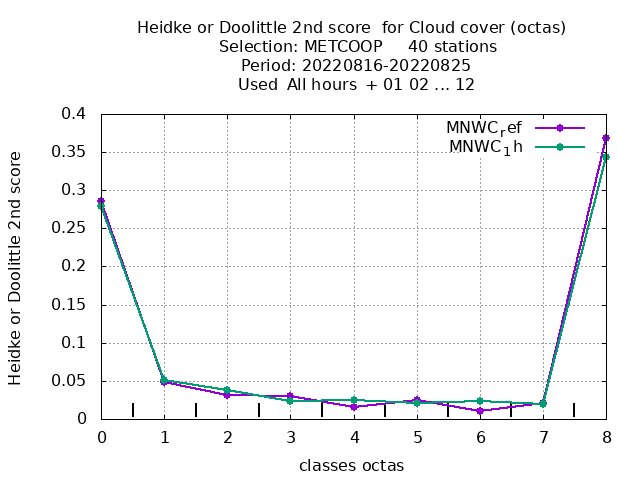 Heidke or Doolittle 2nd score  for Cloud cover (octas)
Selection: METCOOP     40 stations
Period: 20220816-20220825
Used  All hours  + 01 02 ... 12
MNWC_ref
MNWC_1h
Heidke or Doolittle 2nd score
0.4
0.35
0.3
0.25
0.2
0.15
0.1
0.05
0
0 1 2 3 4 5 6 7 8
classes octas